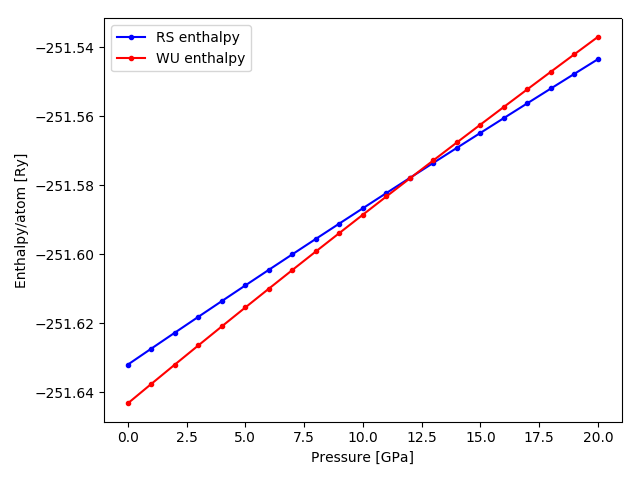 RS enthalpy
WU enthalpy
Enthalpy/atom [Ry]
−251.54
−251.56
−251.58
−251.60
−251.62
−251.64
0.0 2.5 5.0 7.5 10.0 12.5 15.0 17.5 20.0
Pressure [GPa]